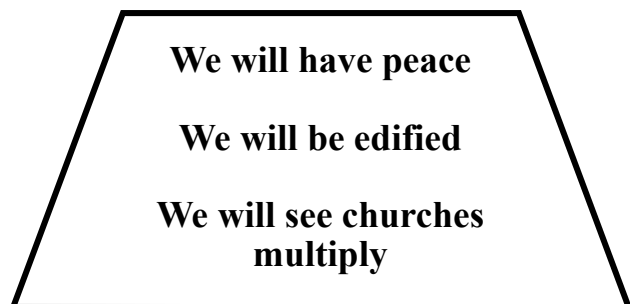 We will have peace
We will be edified
We will see churches
multiply